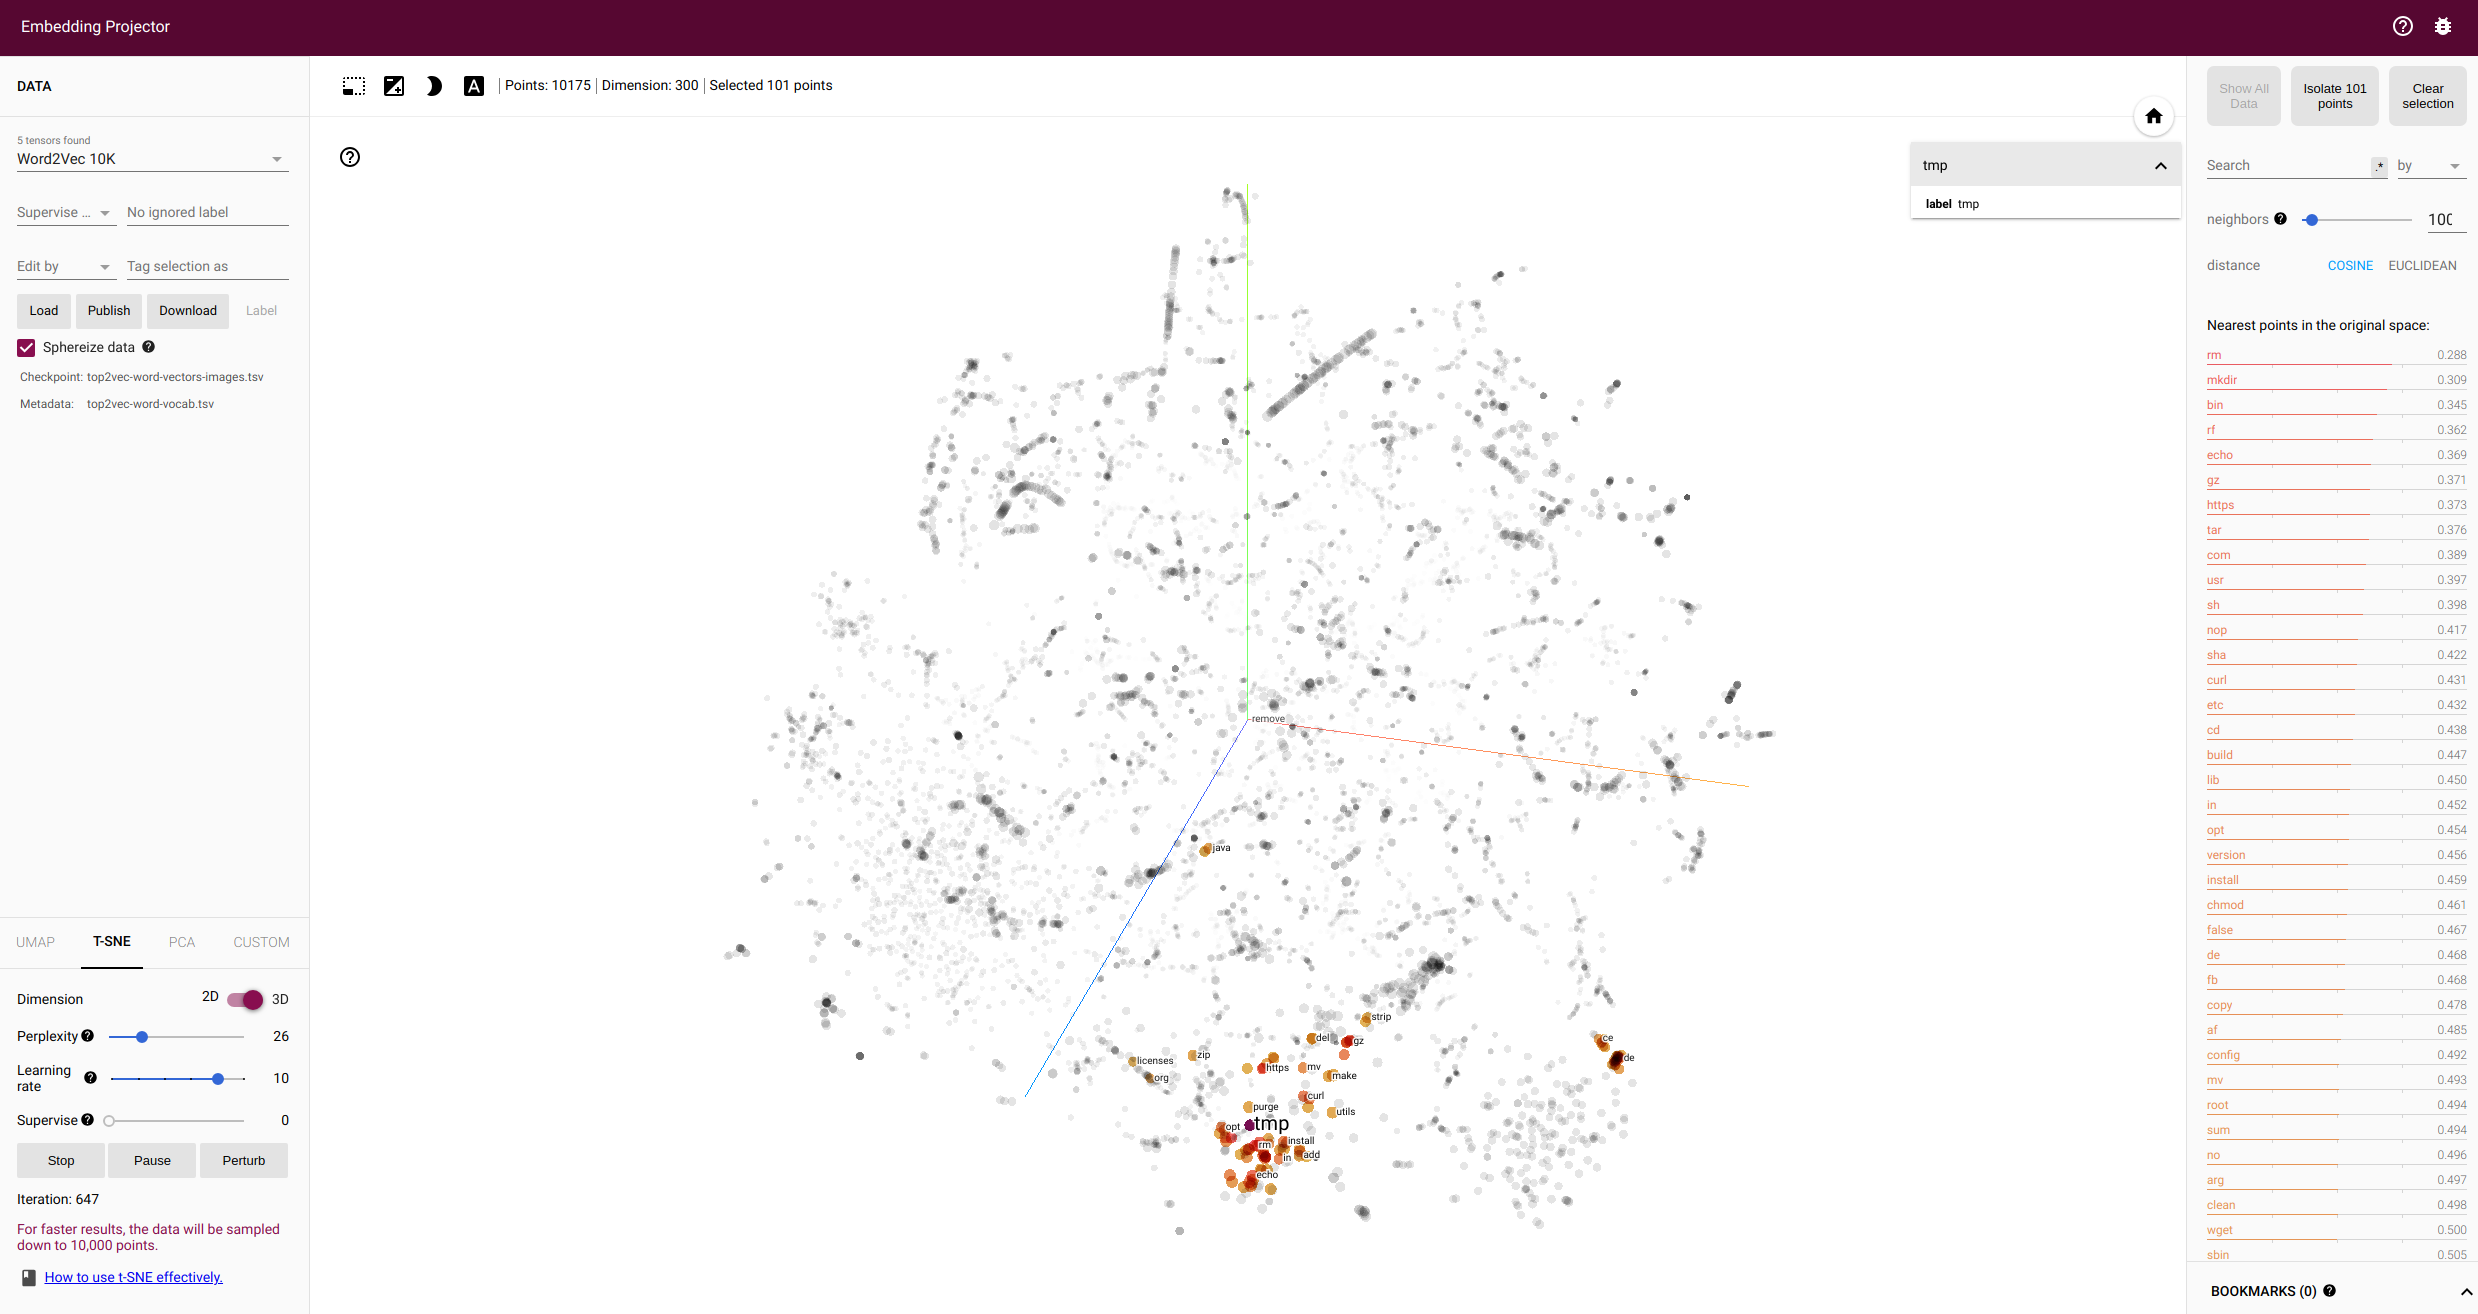 Embedding Projector
DATA
5 tensors found
Word2Vec 10K
Supervise ...
No ignored label
Edit by
Tag selection as
Load
Publish
Download
Label
Sphereize data
Checkpoint: top2vec-word-vectors-images.tsv
Metadata: top2vec-word-vocab.tsv
UMAP
T-SNE
PCA
CUSTOM
Dimension 2D 3D
Perplexity 26
Learning rate 10
Supervise 0
Stop
Pause
Perturb
Iteration: 647
For faster results, the data will be sampled
down to 10,000 points.
How to use t-SNE effectively.
A
Points: 10175 | Dimension: 300 | Selected 101 points
tmp
label tmp
remove
java
strip
del
gz
ce
de
licenses
zip
org
https
mv
make
curl
purge
utils
opt
tmp
rm
install
in
add
echo
Show All Data
Isolate 101 points
Clear selection
Search .* by
neighbors 100
distance COSINE EUCLIDEAN
Nearest points in the original space:
rm 0.288
mkdir 0.309
bin 0.345
rf 0.362
echo 0.369
gz 0.371
https 0.373
tar 0.376
com 0.389
usr 0.397
sh 0.398
nop 0.417
sha 0.422
curl 0.431
etc 0.432
cd 0.438
build 0.447
lib 0.450
in 0.452
opt 0.454
version 0.456
install 0.459
chmod 0.461
false 0.467
de 0.468
fb 0.468
copy 0.478
af 0.485
config 0.492
mv 0.493
root 0.494
sum 0.494
no 0.496
arg 0.497
clean 0.498
wget 0.500
sbin 0.505
BOOKMARKS (0)